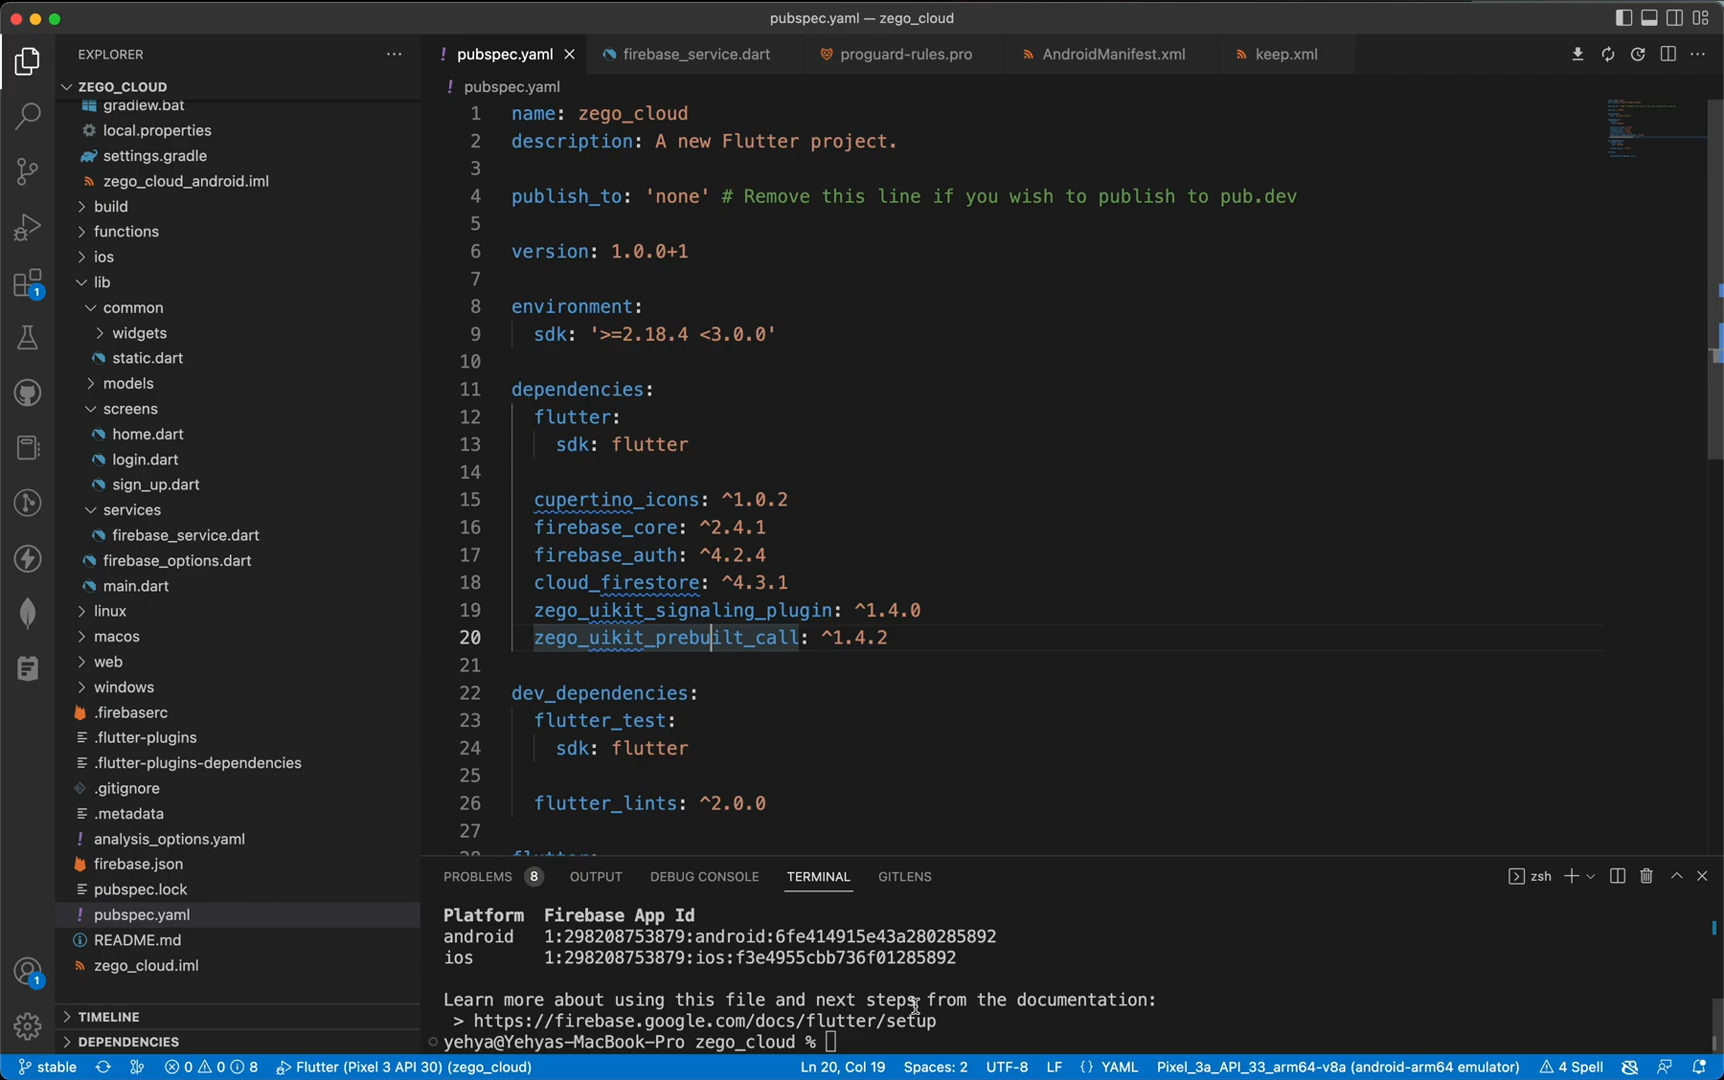 pubspec.yaml — zego_cloud
EXPLORER
pubspec.yaml
firebase_service.dart
proguard-rules.pro
AndroidManifest.xml
keep.xml
ZEGO_CLOUD
gradlew.bat
local.properties
settings.gradle
zego_cloud_android.iml
build
functions
ios
lib
common
widgets
static.dart
models
screens
home.dart
login.dart
sign_up.dart
services
firebase_service.dart
firebase_options.dart
main.dart
linux
macos
web
windows
.firebaserc
.flutter-plugins
.flutter-plugins-dependencies
.gitignore
.metadata
analysis_options.yaml
firebase.json
pubspec.lock
pubspec.yaml
README.md
zego_cloud.iml
TIMELINE
DEPENDENCIES
1
1
! pubspec.yaml
1 name: zego_cloud
2 description: A new Flutter project.
3
4 publish_to: 'none' # Remove this line if you wish to publish to pub.dev
5
6 version: 1.0.0+1
7
8 environment:
9 sdk: '>=2.18.4 <3.0.0'
10
11 dependencies:
12 flutter:
13 sdk: flutter
14
15 cupertino_icons: ^1.0.2
16 firebase_core: ^2.4.1
17 firebase_auth: ^4.2.4
18 cloud_firestore: ^4.3.1
19 zego_uikit_signaling_plugin: ^1.4.0
20 zego_uikit_prebuilt_call: ^1.4.2
21
22 dev_dependencies:
23 flutter_test:
24 sdk: flutter
25
26 flutter_lints: ^2.0.0
27
28 flutter:
PROBLEMS 8 OUTPUT DEBUG CONSOLE TERMINAL GITLENS zsh
Platform Firebase App Id
android 1:298208753879:android:6fe414915e43a280285892
ios 1:298208753879:ios:f3e4955cbb736f01285892
Learn more about using this file and next steps from the documentation:
> https://firebase.google.com/docs/flutter/setup
yehya@Yehyas-MacBook-Pro zego_cloud %
stable 0 0 8 Flutter (Pixel 3 API 30) (zego_cloud) Ln 20, Col 19 Spaces: 2 UTF-8 LF {} YAML Pixel_3a_API_33_arm64-v8a (android-arm64 emulator) 4 Spell